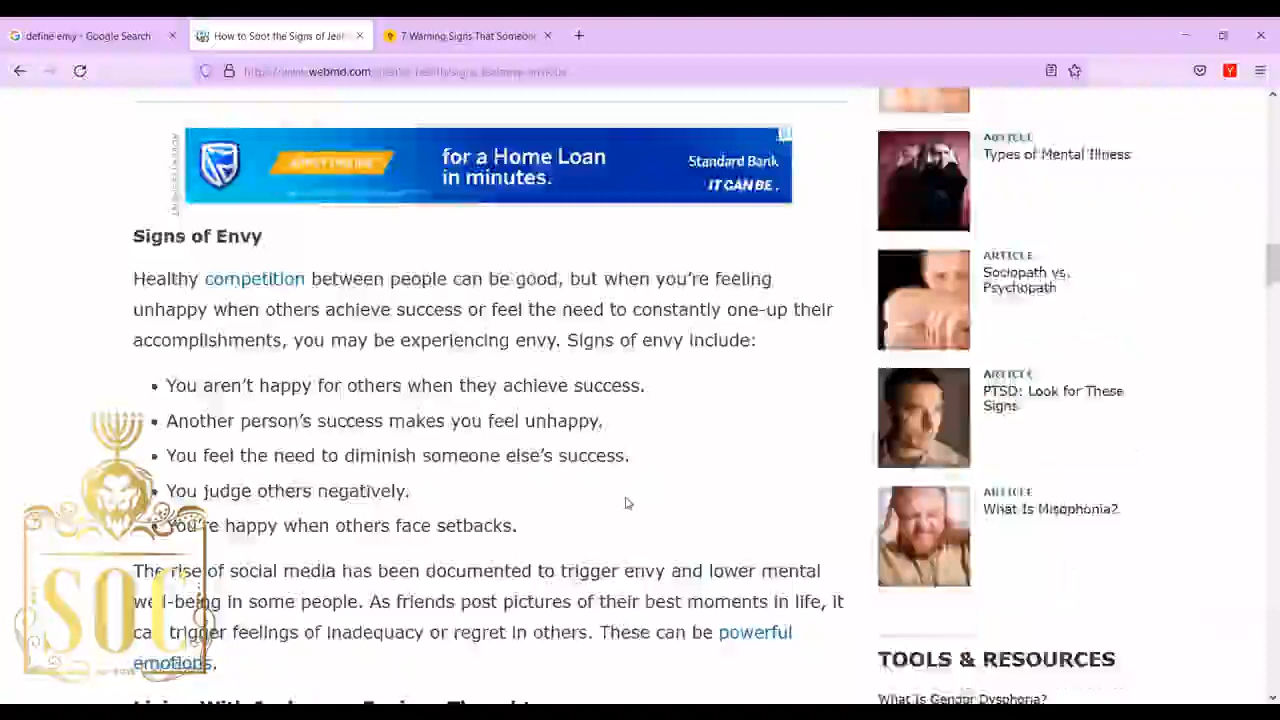 define envy - Google Search
How to Spot the Signs of Jeal
7 Warning Signs That Someone
www.webmd.com
for a Home Loan
in minutes.
Standard Bank
IT CAN BE.
Signs of Envy
Healthy competition between people can be good, but when you’re feeling
unhappy when others achieve success or feel the need to constantly one-up their
accomplishments, you may be experiencing envy. Signs of envy include:
• You aren’t happy for others when they achieve success.
• Another person’s success makes you feel unhappy.
• You feel the need to diminish someone else’s success.
• You judge others negatively.
• You’re happy when others face setbacks.
The rise of social media has been documented to trigger envy and lower mental
well-being in some people. As friends post pictures of their best moments in life, it
can trigger feelings of inadequacy or regret in others. These can be powerful
emotions.
ARTICLE
Types of Mental Illness
ARTICLE
Sociopath vs.
Psychopath
ARTICLE
PTSD: Look for These
Signs
ARTICLE
What Is Misophonia?
TOOLS & RESOURCES
What Is Gender Dysphoria?
SOC